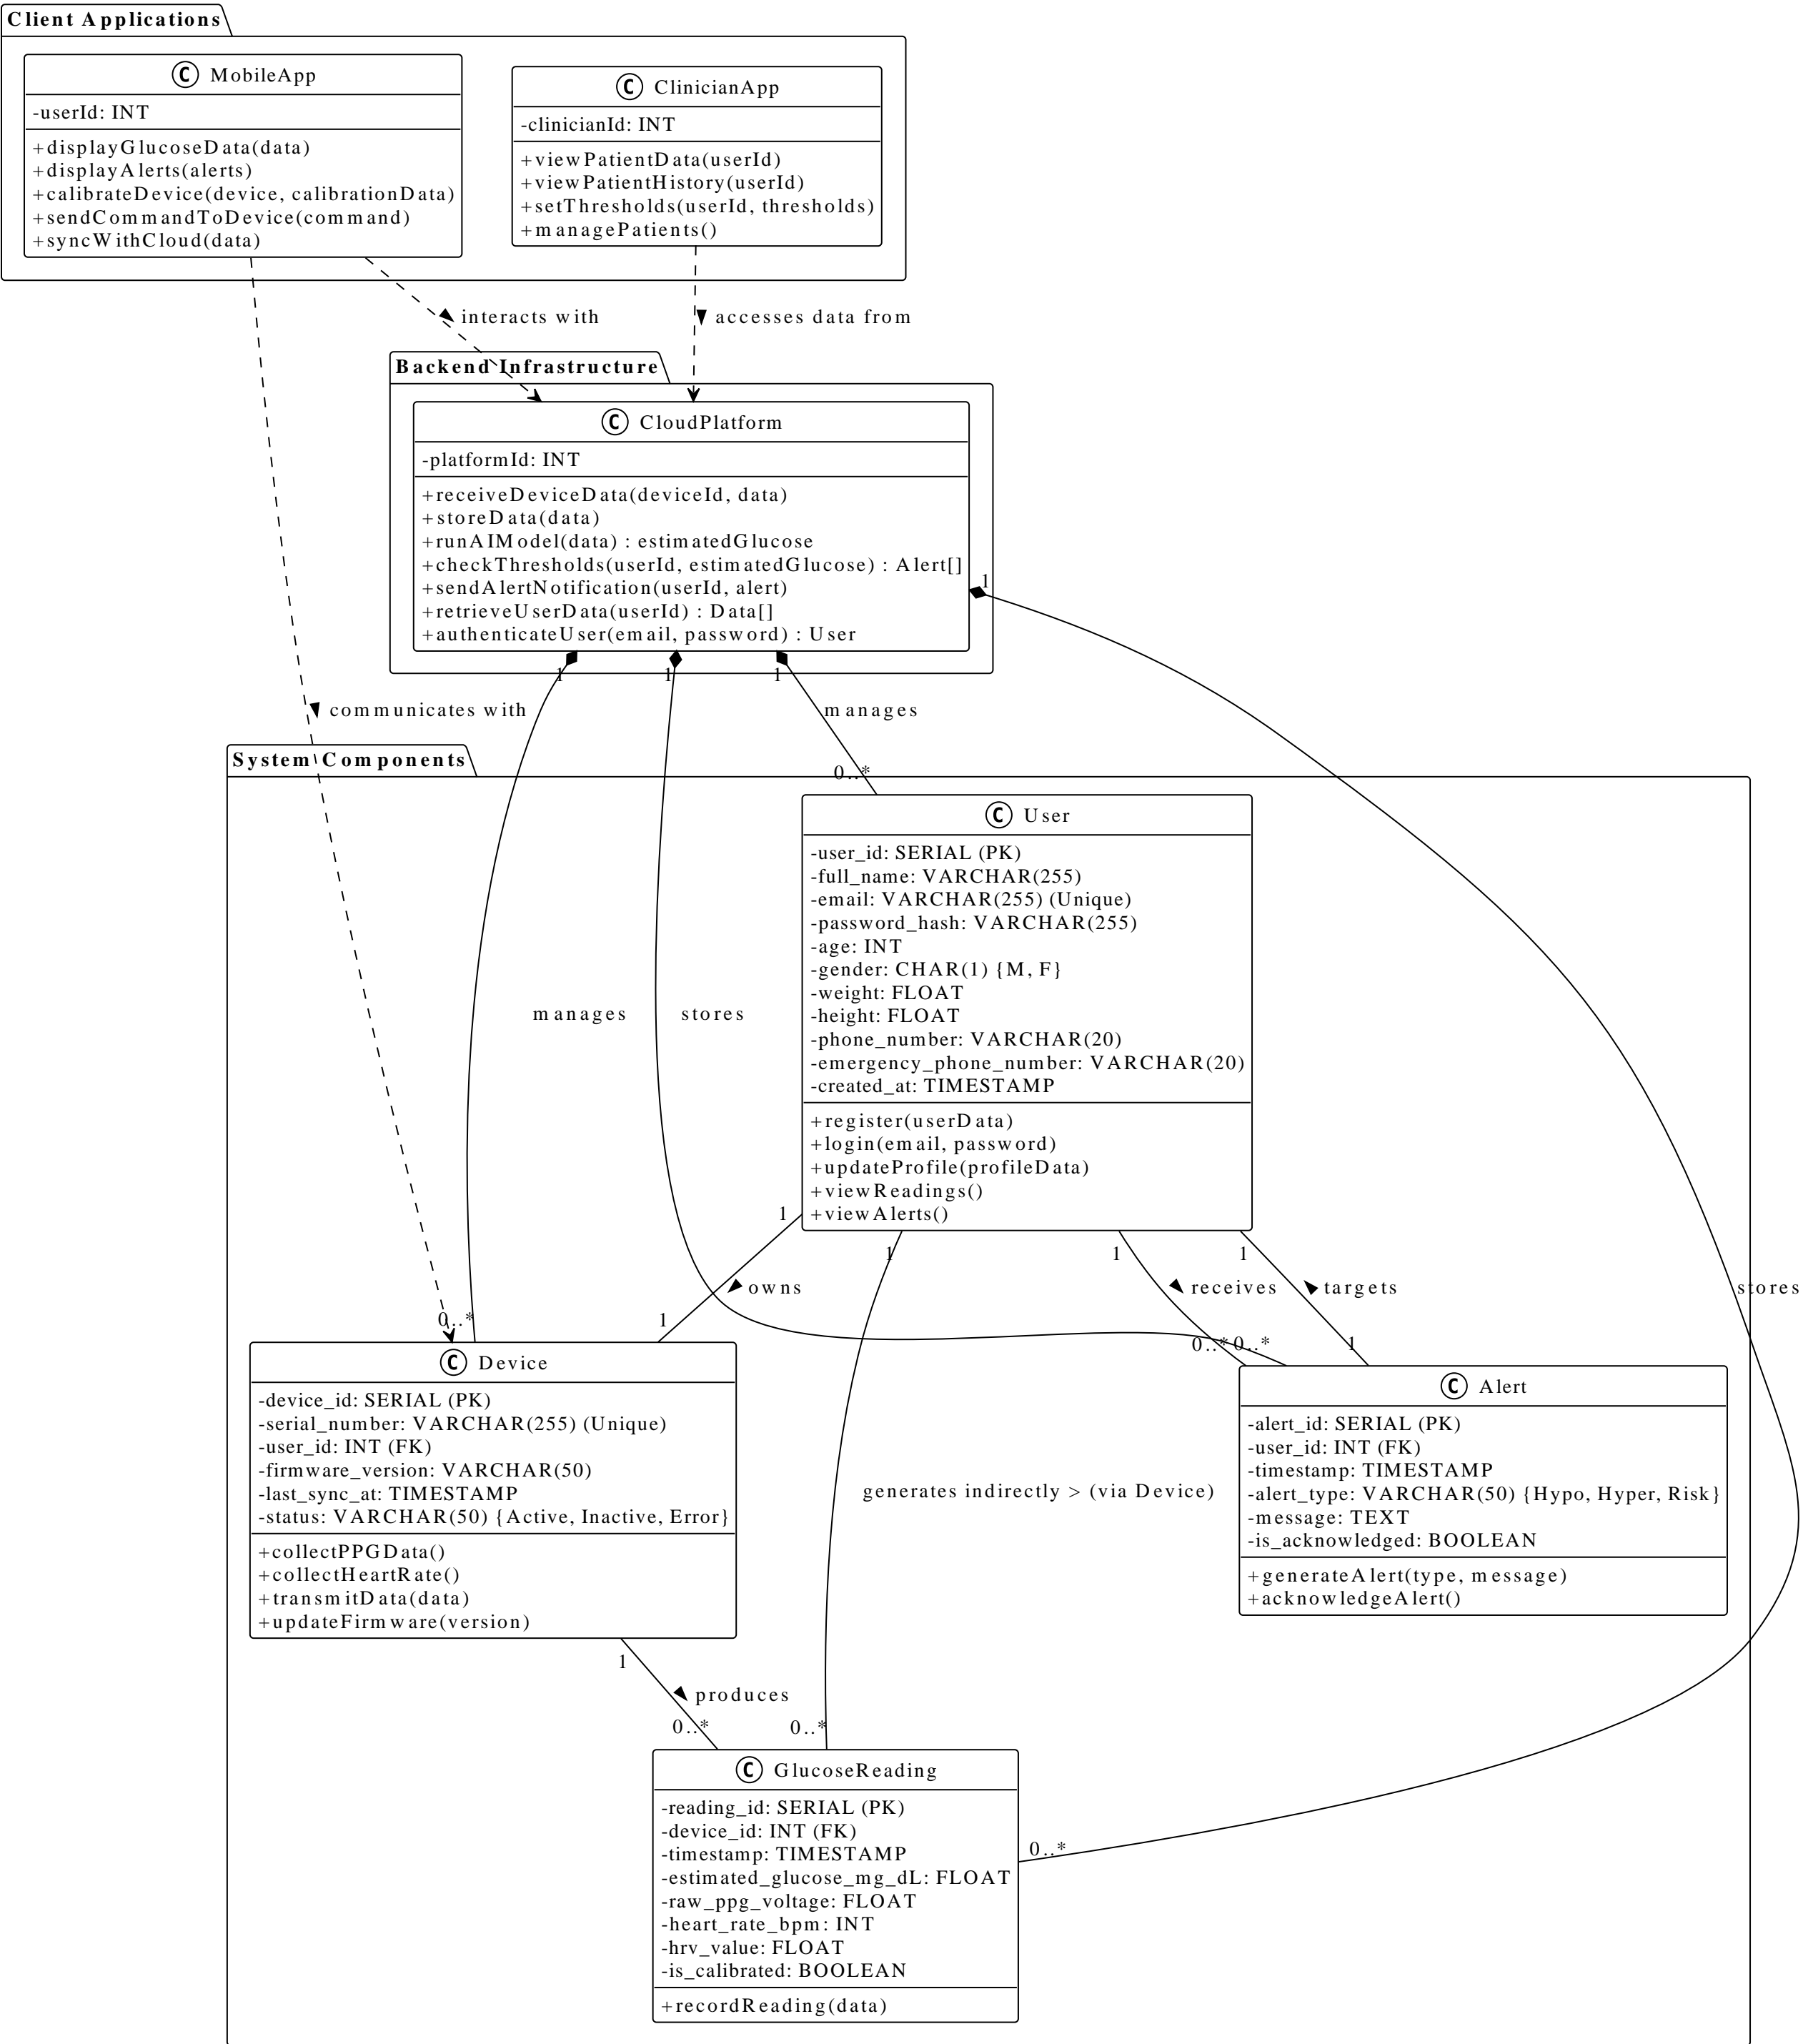 Client Applications
C MobileApp
-userId: INT
+displayGlucoseData(data)
+displayAlerts(alerts)
+calibrateDevice(device, calibrationData)
+sendCommandToDevice(command)
+syncWithCloud(data)
C ClinicianApp
-clinicianId: INT
+viewPatientData(userId)
+viewPatientHistory(userId)
+setThresholds(userId, thresholds)
+managePatients()
interacts with
accesses data from
Backend Infrastructure
C CloudPlatform
-platformId: INT
+receiveDeviceData(deviceId, data)
+storeData(data)
+runAIModel(data) : estimatedGlucose
+checkThresholds(userId, estimatedGlucose) : Alert[]
+sendAlertNotification(userId, alert)
+retrieveUserData(userId) : Data[]
+authenticateUser(email, password) : User
1
1
1
1
communicates with
manages
System Components
0..*
C User
-user_id: SERIAL (PK)
-full_name: VARCHAR(255)
-email: VARCHAR(255) (Unique)
-password_hash: VARCHAR(255)
-age: INT
-gender: CHAR(1) {M, F}
-weight: FLOAT
-height: FLOAT
-phone_number: VARCHAR(20)
-emergency_phone_number: VARCHAR(20)
-created_at: TIMESTAMP
+register(userData)
+login(email, password)
+updateProfile(profileData)
+viewReadings()
+viewAlerts()
manages
stores
1
1
1
1
owns
receives
targets
stores
0..*
1
0..*
0..*
1
C Device
-device_id: SERIAL (PK)
-serial_number: VARCHAR(255) (Unique)
-user_id: INT (FK)
-firmware_version: VARCHAR(50)
-last_sync_at: TIMESTAMP
-status: VARCHAR(50) {Active, Inactive, Error}
+collectPPGData()
+collectHeartRate()
+transmitData(data)
+updateFirmware(version)
generates indirectly > (via Device)
C Alert
-alert_id: SERIAL (PK)
-user_id: INT (FK)
-timestamp: TIMESTAMP
-alert_type: VARCHAR(50) {Hypo, Hyper, Risk}
-message: TEXT
-is_acknowledged: BOOLEAN
+generateAlert(type, message)
+acknowledgeAlert()
1
produces
0..*
0..*
C GlucoseReading
-reading_id: SERIAL (PK)
-device_id: INT (FK)
-timestamp: TIMESTAMP
-estimated_glucose_mg_dL: FLOAT
-raw_ppg_voltage: FLOAT
-heart_rate_bpm: INT
-hrv_value: FLOAT
-is_calibrated: BOOLEAN
+recordReading(data)
0..*